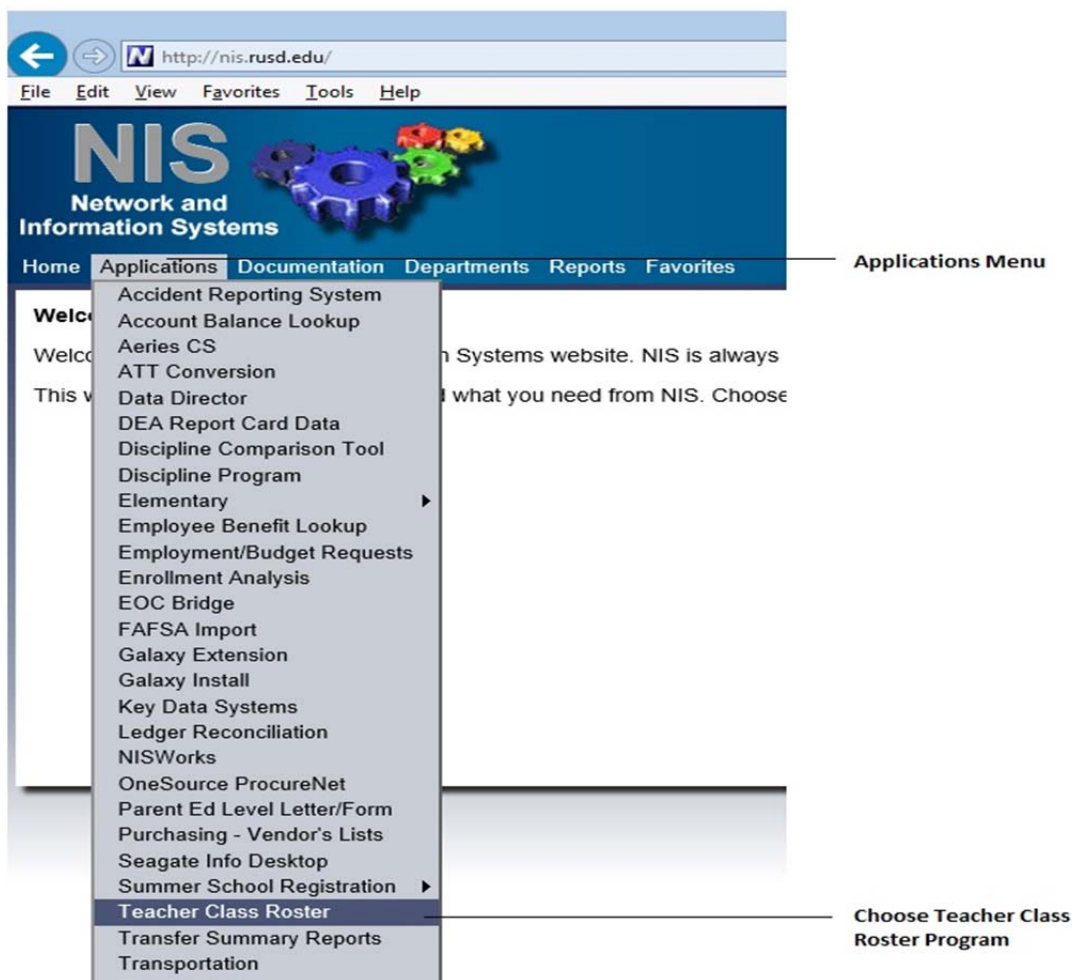 N http://nis.rusd.edu/
File Edit View Favorites Tools Help
NIS
Network and
Information Systems
Home Applications Documentation Departments Reports Favorites
Applications Menu
Accident Reporting System
Welc
Account Balance Lookup
Aeries CS
Welc Systems website. NIS is always
ATT Conversion
This what you need from NIS. Choose
Data Director
DEA Report Card Data
Discipline Comparison Tool
Discipline Program
Elementary
Employee Benefit Lookup
Employment/Budget Requests
Enrollment Analysis
EOC Bridge
FAFSA Import
Galaxy Extension
Galaxy Install
Key Data Systems
Ledger Reconciliation
NISWorks
OneSource ProcureNet
Parent Ed Level Letter/Form
Purchasing - Vendor's Lists
Seagate Info Desktop
Summer School Registration
Teacher Class Roster
Transfer Summary Reports
Transportation
Choose Teacher Class
Roster Program